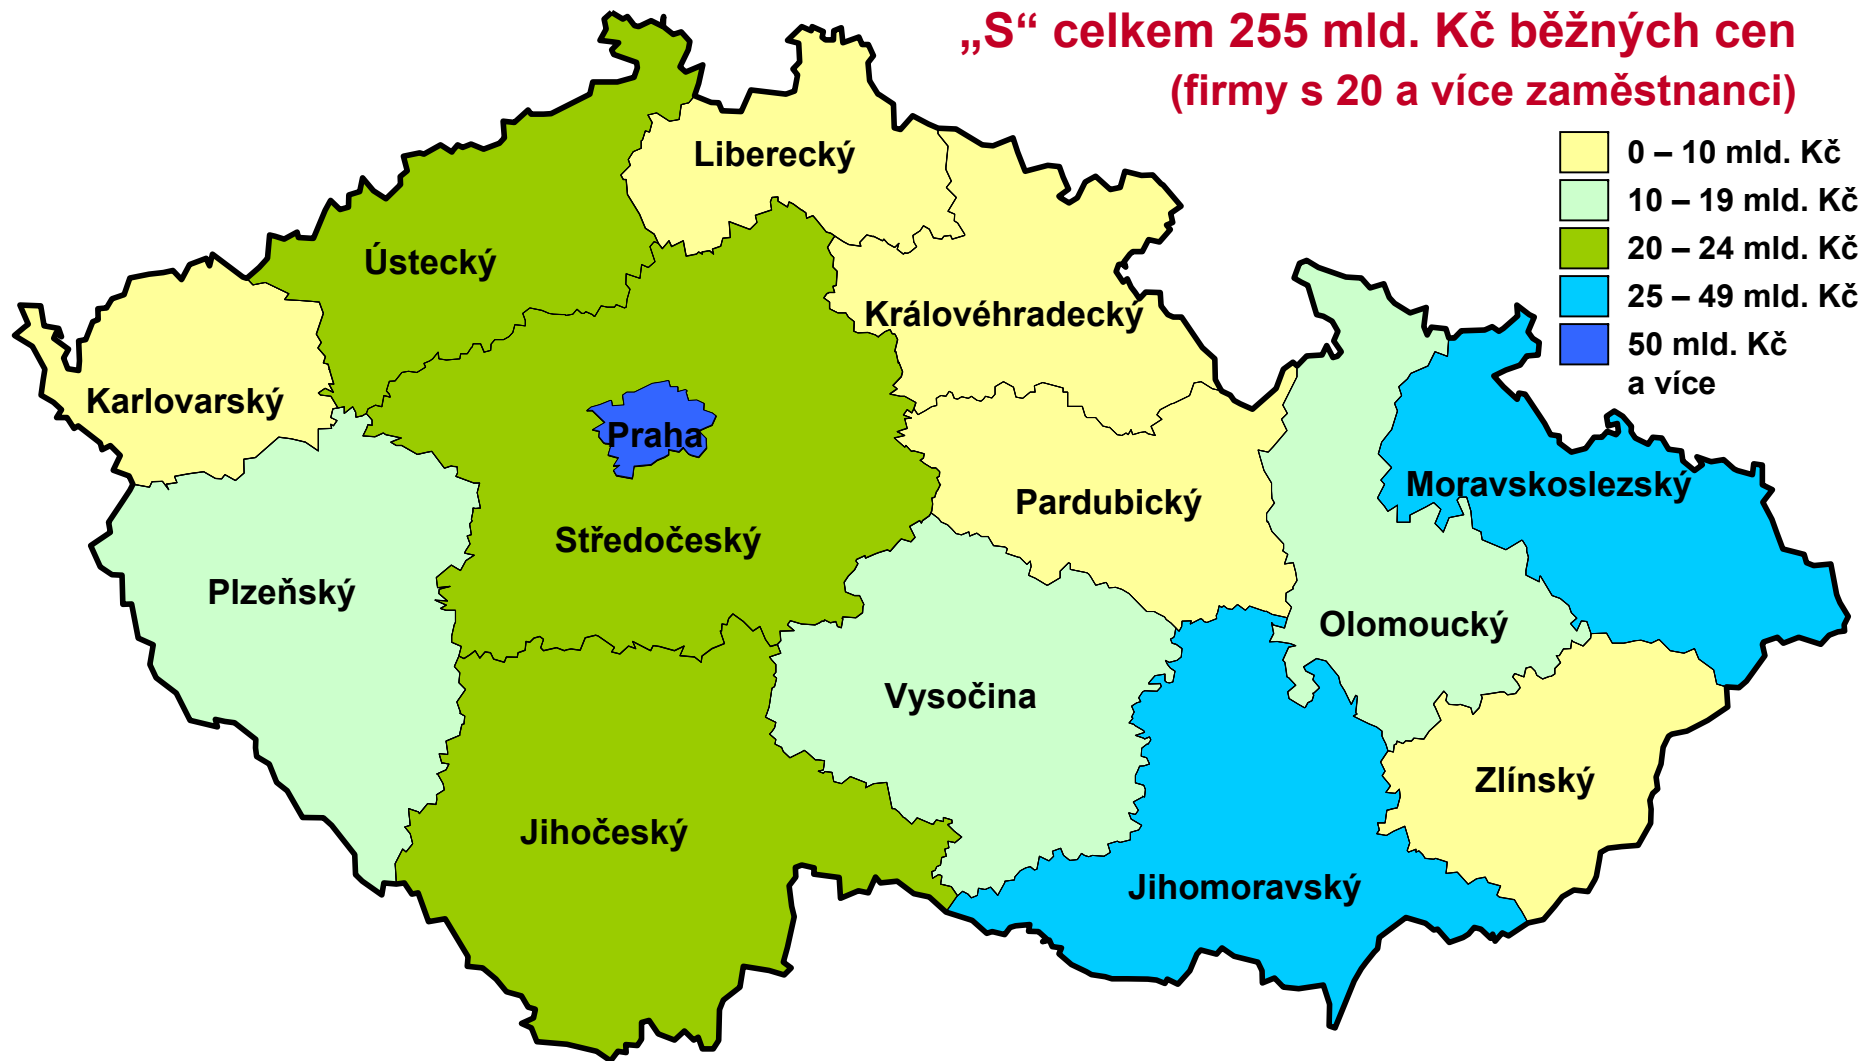 „S“ celkem 255 mld. Kč běžných cen
(firmy s 20 a více zaměstnanci)
0 – 10 mld. Kč
10 – 19 mld. Kč
20 – 24 mld. Kč
25 – 49 mld. Kč
50 mld. Kč
a více
Liberecký
Ústecký
Královéhradecký
Karlovarský
Praha
Moravskoslezský
Pardubický
Středočeský
Plzeňský
Olomoucký
Vysočina
Zlínský
Jihočeský
Jihomoravský